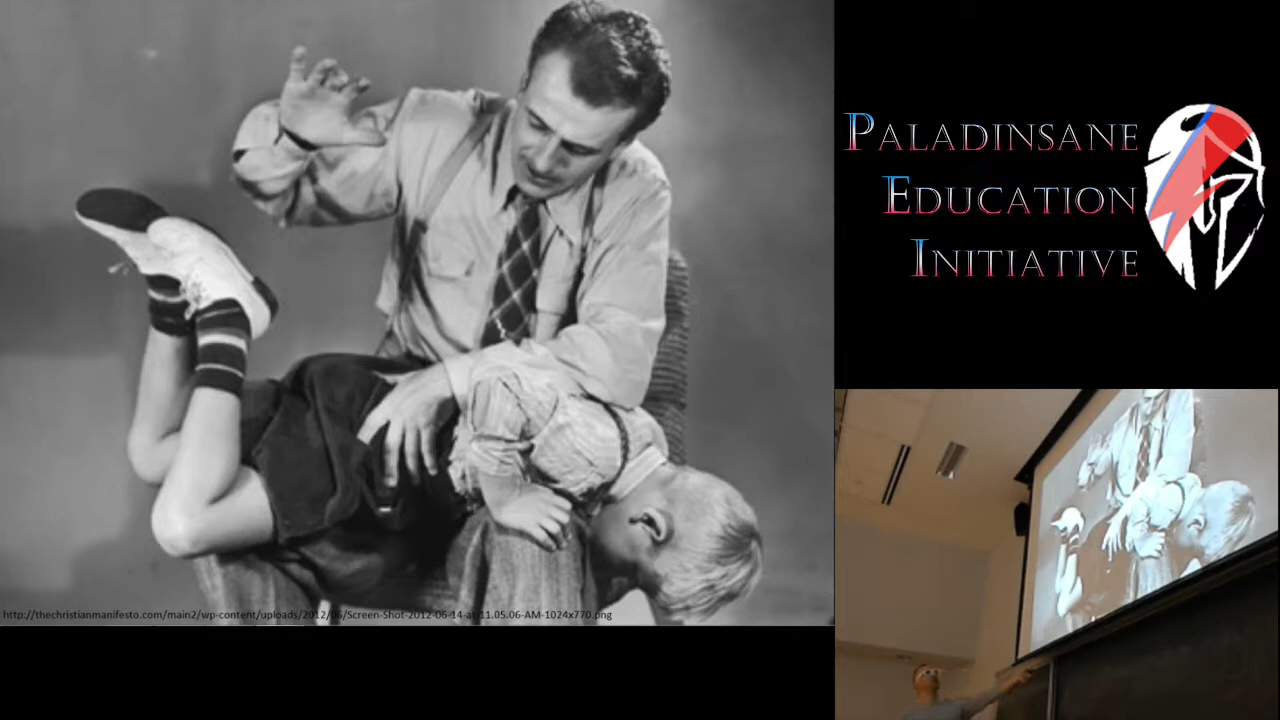 PALADINSANE
EDUCATION
INITIATIVE
http://thechristianmanifesto.com/main2/wp-content/uploads/2012/06/Screen-Shot-2012-06-14-at-11.05.06-AM-1024x770.png